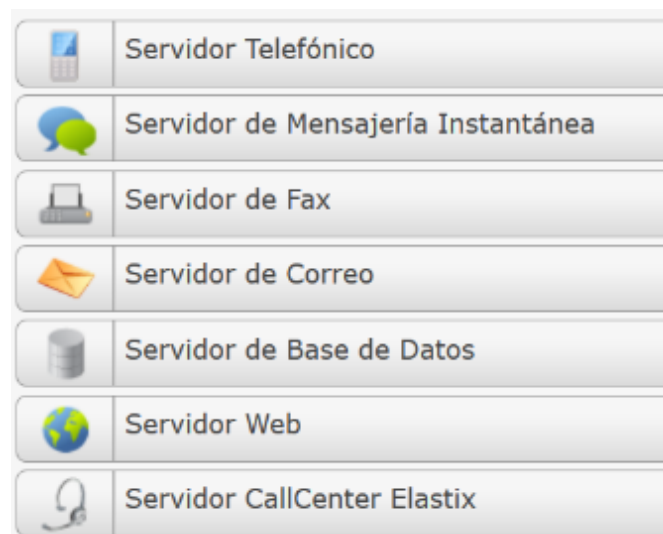 Servidor Telefónico
Servidor de Mensajería Instantánea
Servidor de Fax
Servidor de Correo
Servidor de Base de Datos
Servidor Web
Servidor CallCenter Elastix